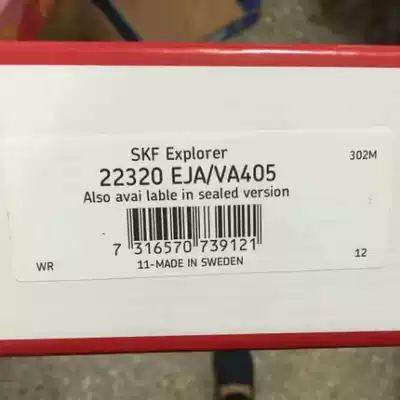 SKF Explorer
302M
22320 EJA/VA405
Also avai lable in sealed version
7 316570 739121
WR
11-MADE IN SWEDEN
12